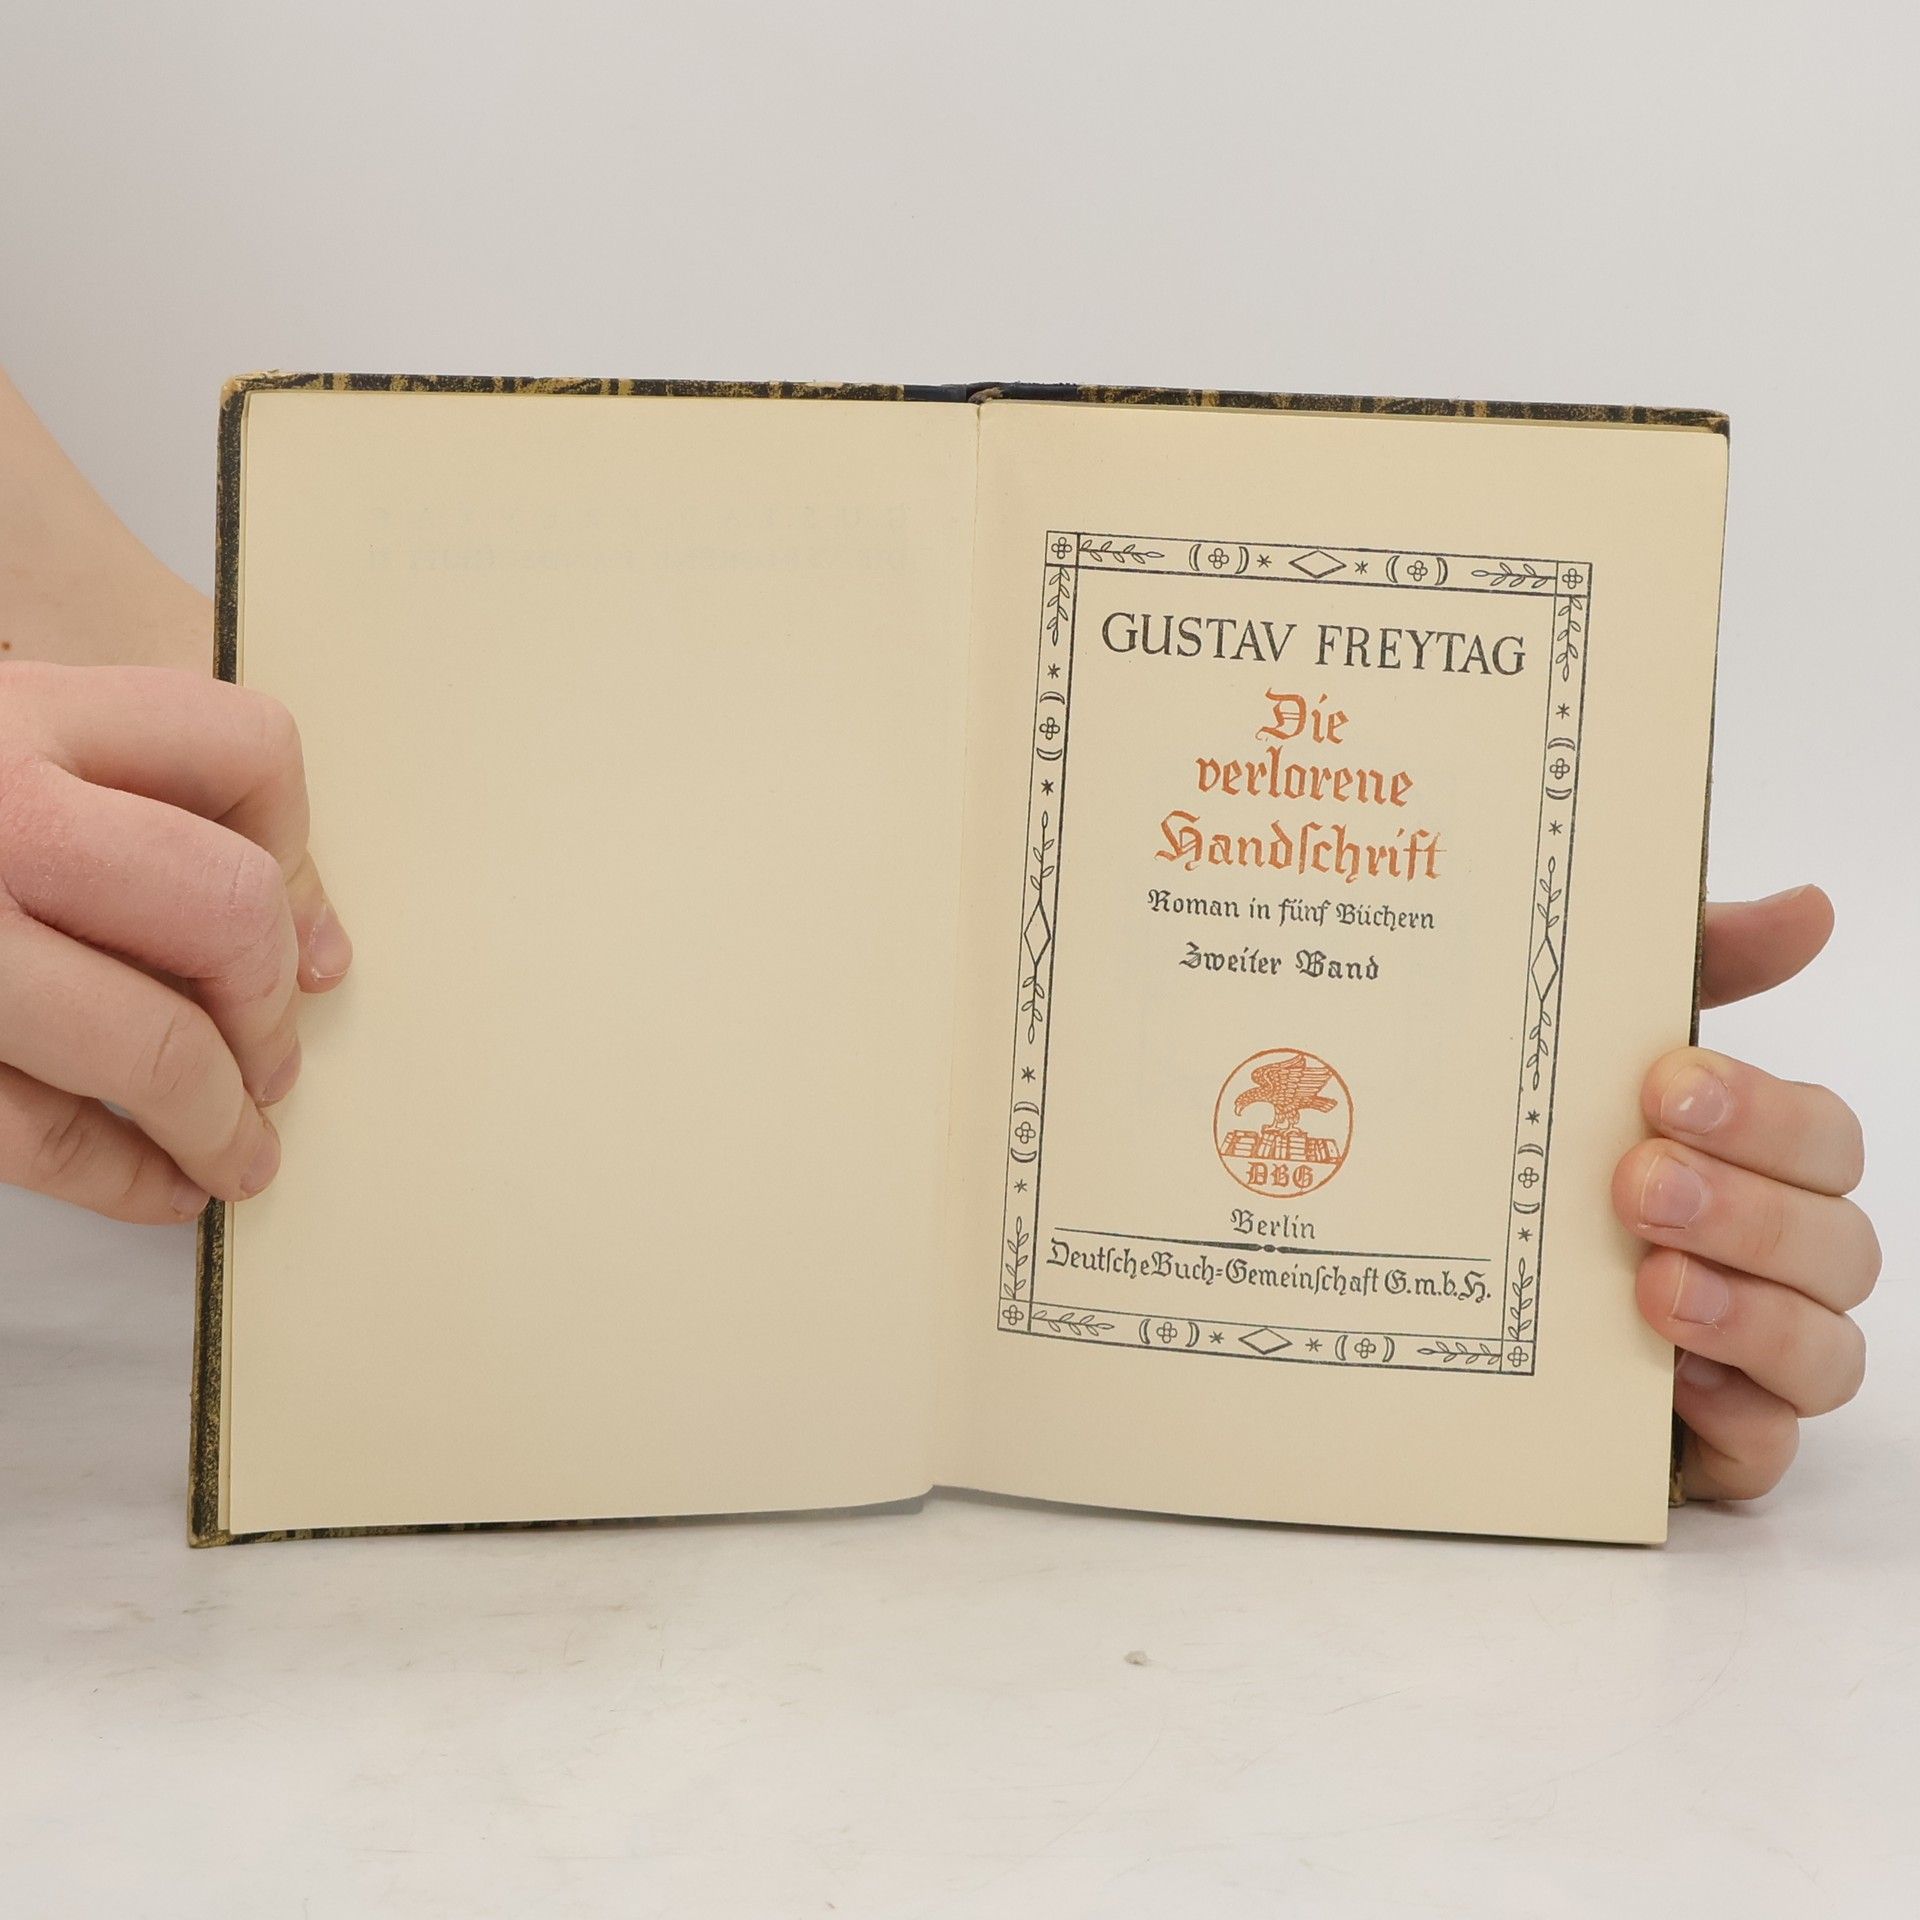 GUSTAV FREYTAG
Die
verlorene
Handſchrift
Roman in fünf Büchern
Zweiter Band
DBG
Berlin
Deutſche Buch=Gemeinſchaft G.m.b.H.